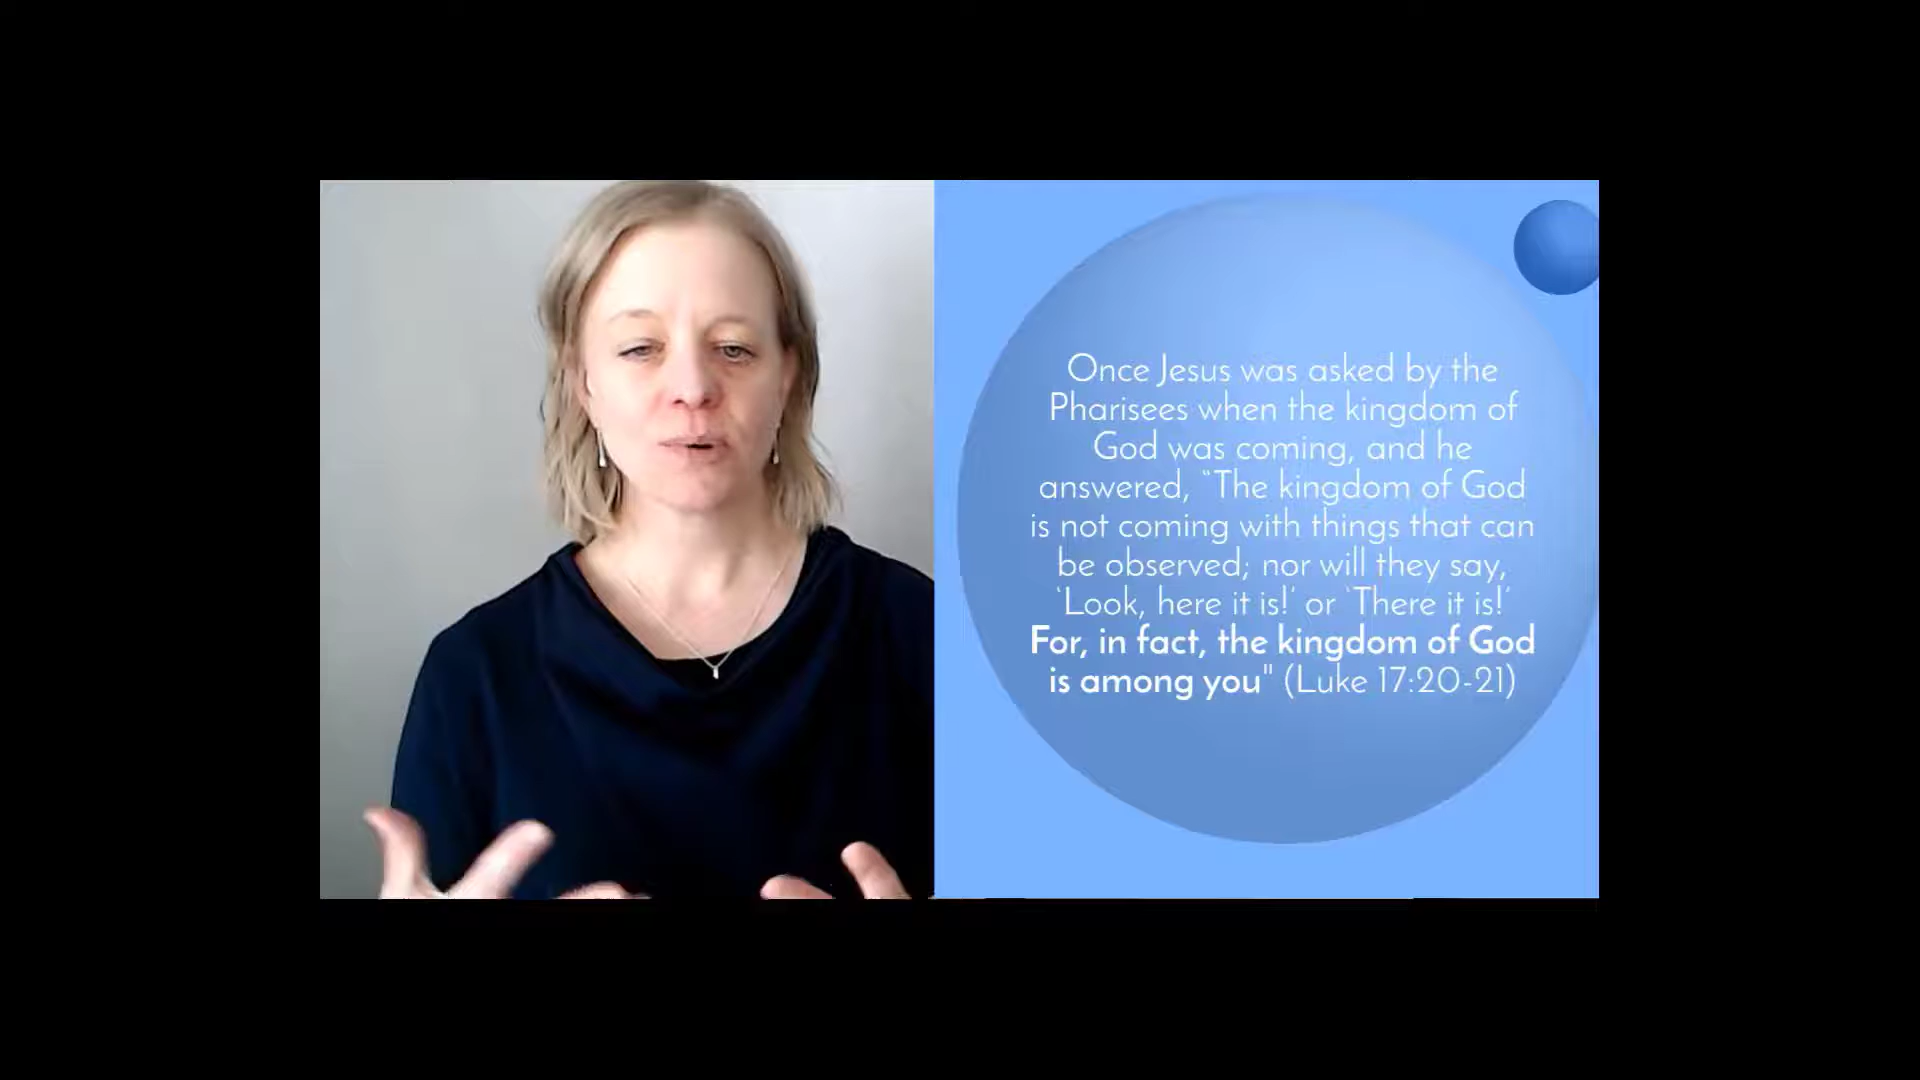 Once Jesus was asked by the
Pharisees when the kingdom of
God was coming, and he
answered, “The kingdom of God
is not coming with things that can
be observed; nor will they say,
‘Look, here it is!’ or ‘There it is!’
For, in fact, the kingdom of God
is among you" (Luke 17:20-21)